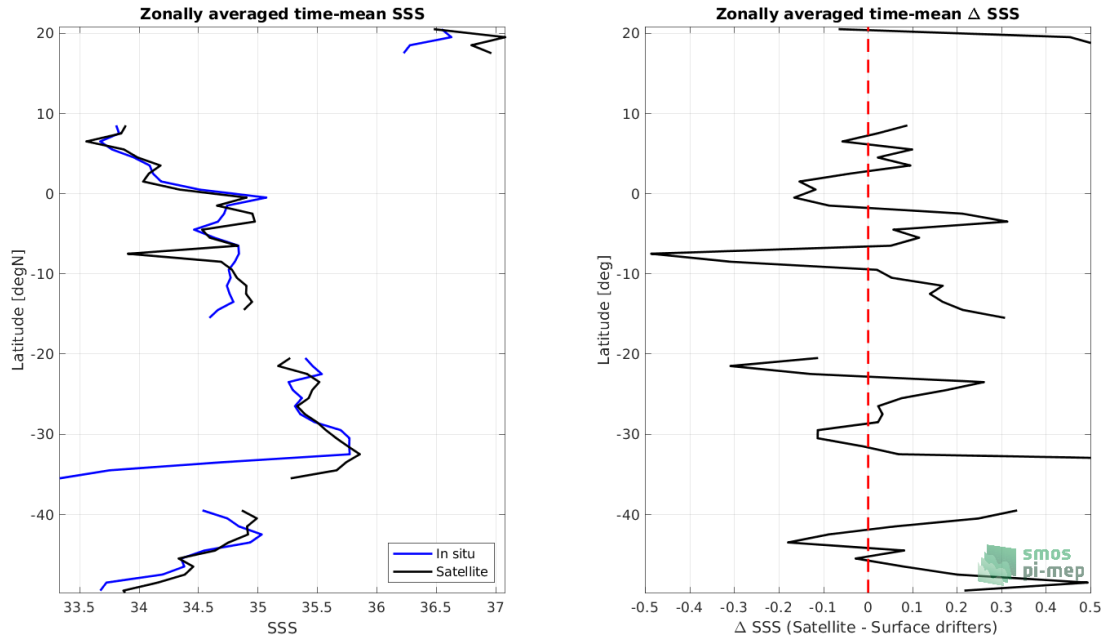 Zonally averaged time-mean SSS
20
10
0
-10
-20
-30
-40
Latitude [degN]
33.5 34 34.5 35 35.5 36 36.5 37
SSS
In situ
Satellite
Zonally averaged time-mean Δ SSS
20
10
0
-10
-20
-30
-40
Latitude [deg]
-0.5 -0.4 -0.3 -0.2 -0.1 0 0.1 0.2 0.3 0.4 0.5
Δ SSS (Satellite - Surface drifters)
smos
pi-mep